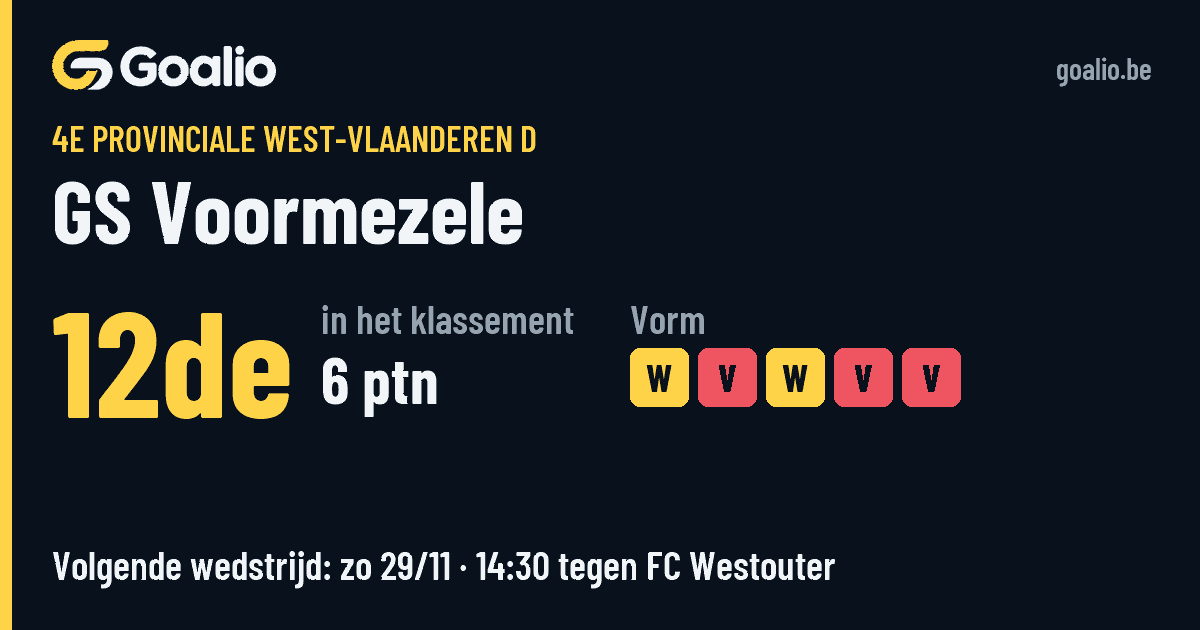 Goalio
goalio.be
4E PROVINCIALE WEST-VLAANDEREN D
GS Voormezele
12de
in het klassement
6 ptn
Vorm
W V W V V
Volgende wedstrijd: zo 29/11 · 14:30 tegen FC Westouter